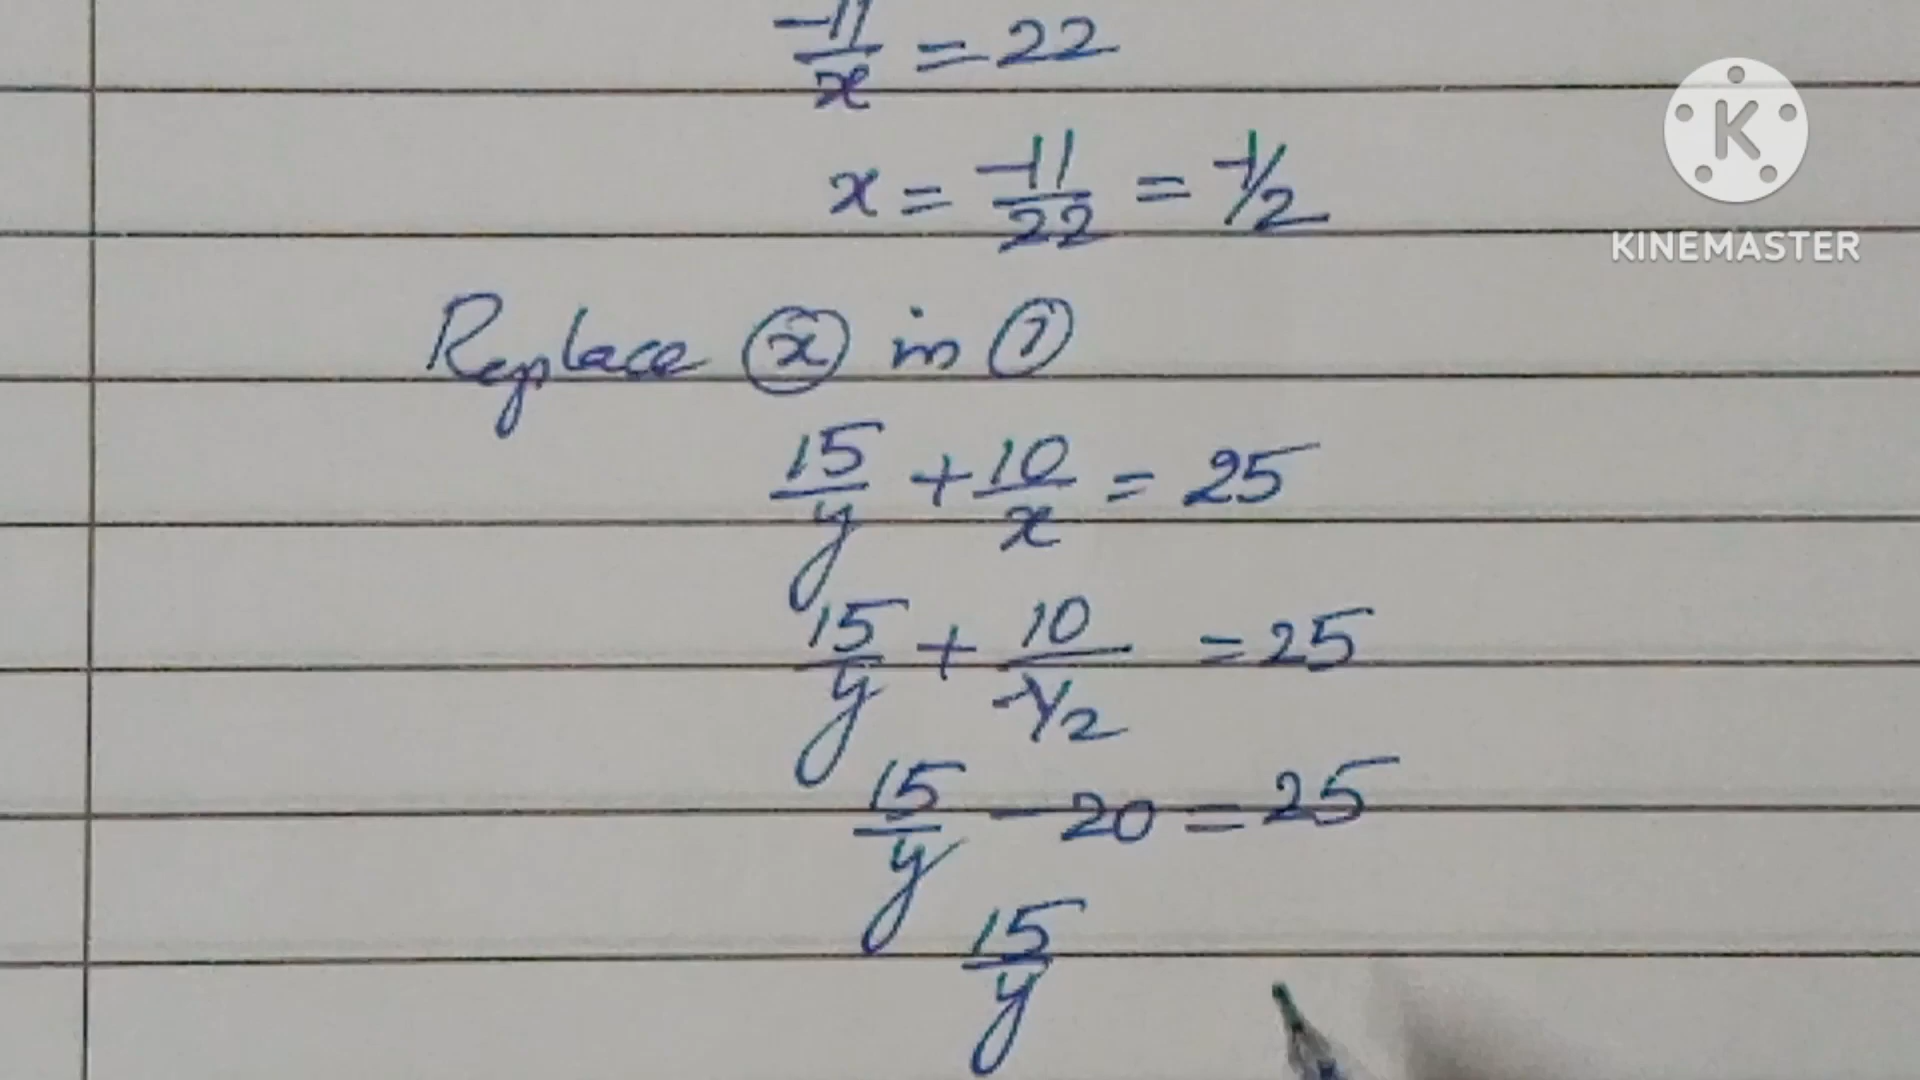 -11/x = 22
x = -11/22 = -1/2
Replace x in 1
15/y + 10/x = 25
15/y + 10/-1/2 = 25
15/y - 20 = 25
15/y
K
KINEMASTER